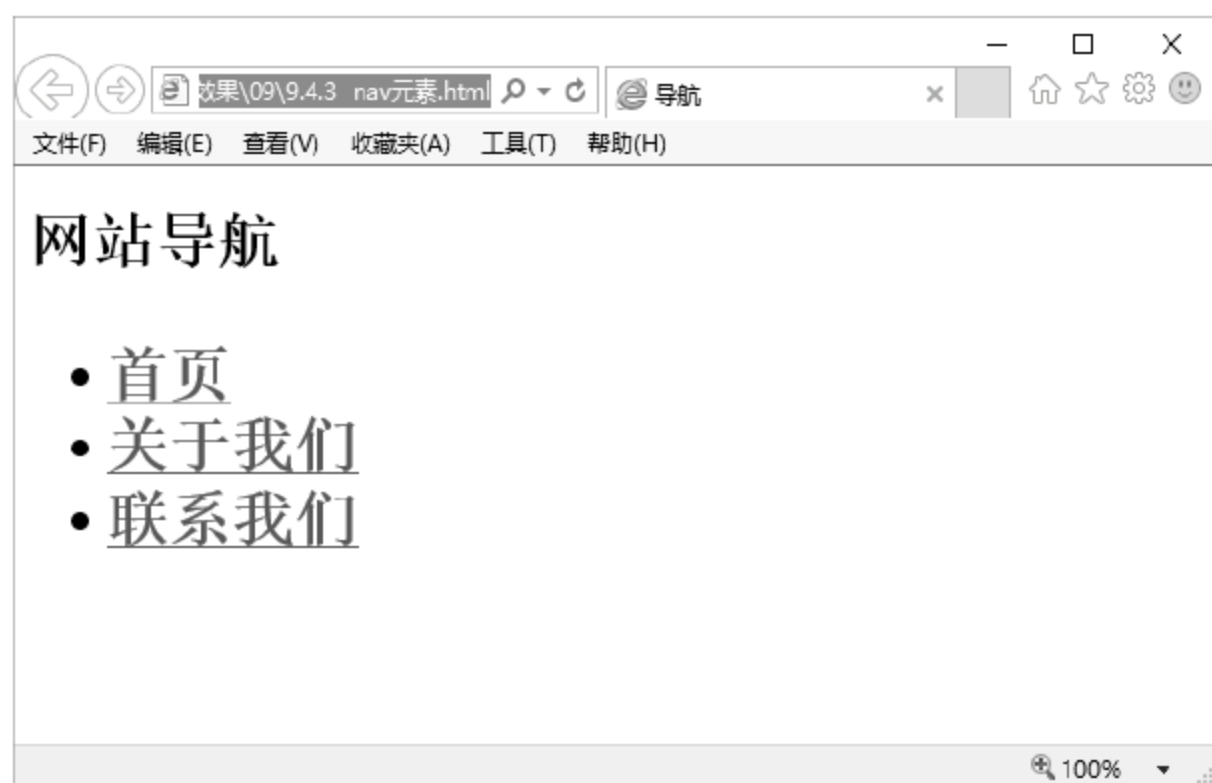 效果\09\9.4.3 nav元素.html 导航
文件(F) 编辑(E) 查看(V) 收藏夹(A) 工具(T) 帮助(H)
网站导航
首页
关于我们
联系我们
100%